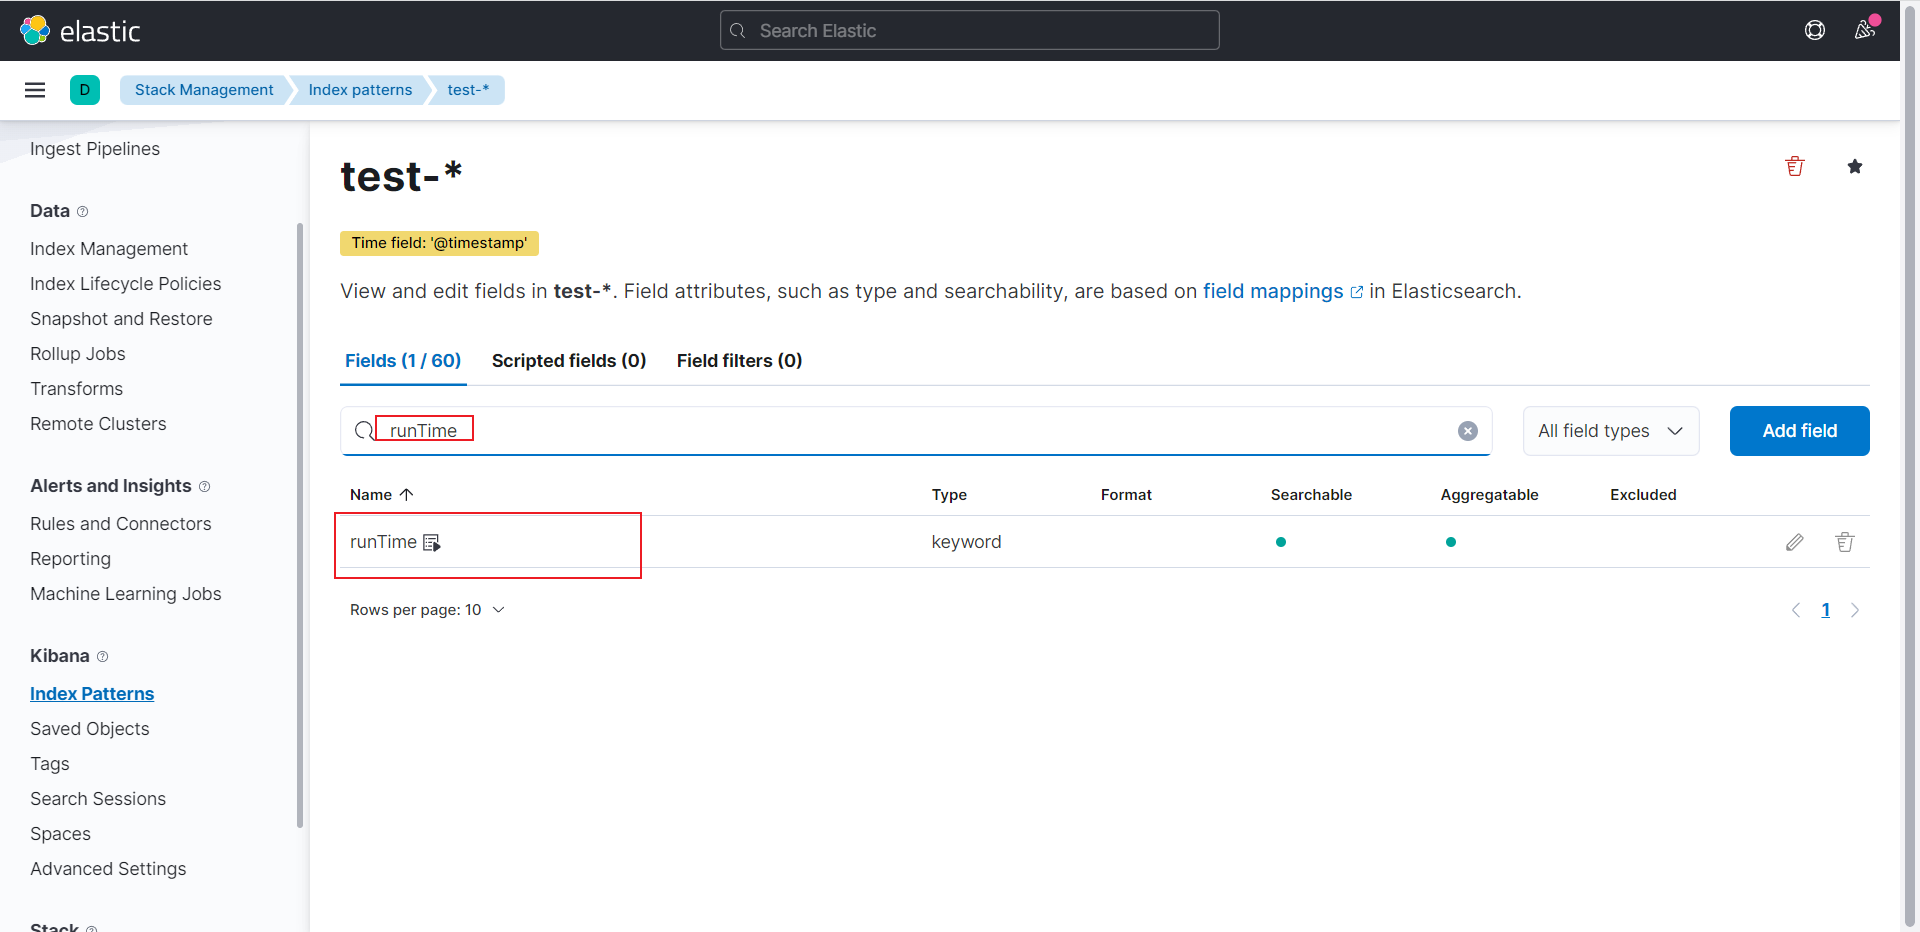 elastic
Search Elastic
D
Stack Management
Index patterns
test-*
Ingest Pipelines
Data
Index Management
Index Lifecycle Policies
Snapshot and Restore
Rollup Jobs
Transforms
Remote Clusters
Alerts and Insights
Rules and Connectors
Reporting
Machine Learning Jobs
Kibana
Index Patterns
Saved Objects
Tags
Search Sessions
Spaces
Advanced Settings
Stack
test-*
Time field: '@timestamp'
View and edit fields in test-*. Field attributes, such as type and searchability, are based on field mappings in Elasticsearch.
Fields (1 / 60) Scripted fields (0) Field filters (0)
runTime
All field types
Add field
Name Type Format Searchable Aggregatable Excluded
runTime keyword
Rows per page: 10
1